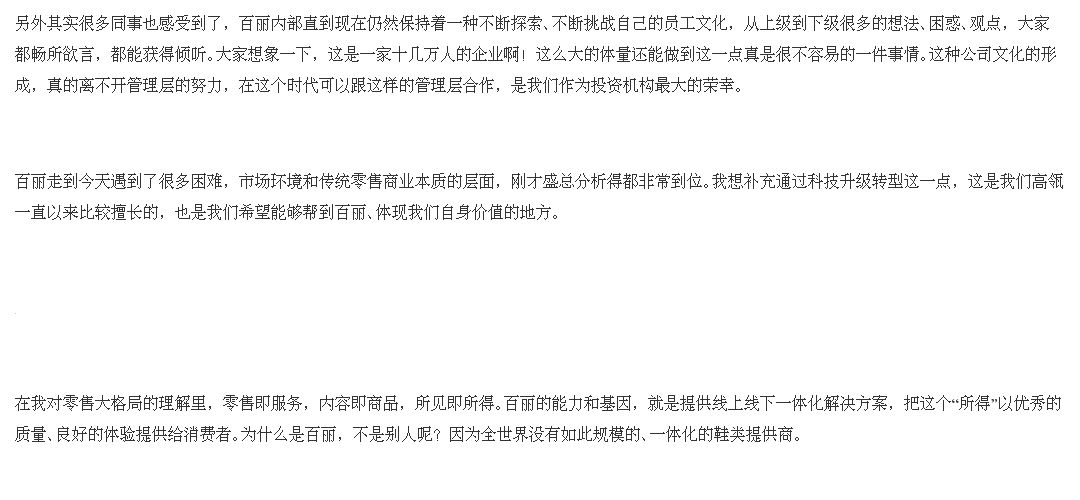 另外其实很多同事也感受到了，百丽内部直到现在仍然保持着一种不断探索、不断挑战自己的员工文化，从上级到下级很多的想法、困惑、观点，大家
都畅所欲言，都能获得倾听。大家想象一下，这是一家十几万人的企业啊！这么大的体量还能做到这一点真是很不容易的一件事情。这种公司文化的形
成，真的离不开管理层的努力，在这个时代可以跟这样的管理层合作，是我们作为投资机构最大的荣幸。
百丽走到今天遇到了很多困难，市场环境和传统零售商业本质的层面，刚才盛总分析得都非常到位。我想补充通过科技升级转型这一点，这是我们高瓴
一直以来比较擅长的，也是我们希望能够帮到百丽、体现我们自身价值的地方。
在我对零售大格局的理解里，零售即服务，内容即商品，所见即所得。百丽的能力和基因，就是提供线上线下一体化解决方案，把这个“所得”以优秀的
质量、良好的体验提供给消费者。为什么是百丽，不是别人呢？因为全世界没有如此规模的、一体化的鞋类提供商。